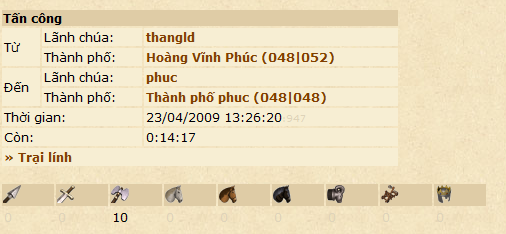 Tấn công
Từ Lãnh chúa: thangld
Thành phố: Hoàng Vĩnh Phúc (048|052)
Đến Lãnh chúa: phuc
Thành phố: Thành phố phuc (048|048)
Thời gian: 23/04/2009 13:26:20 :947
Còn: 0:14:17
» Trại lính
0 0 10 0 0 0 0 0 0